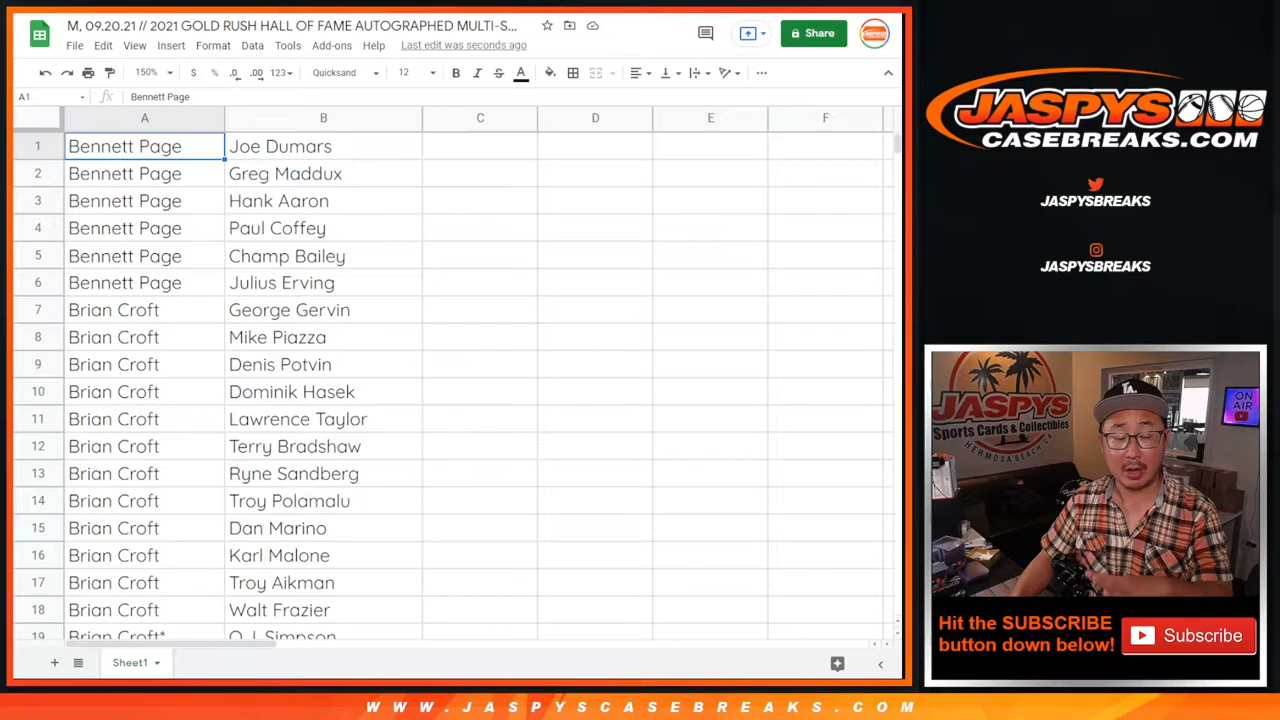 M, 09.20.21 // 2021 GOLD RUSH HALL OF FAME AUTOGRAPHED MULTI-S...
File Edit View Insert Format Data Tools Add-ons Help Last edit was seconds ago
Share
150% $ % .0 .00 123 Quicksand 12 B I S A
A1 fx Bennett Page
A B C D E F
1 Bennett Page Joe Dumars
2 Bennett Page Greg Maddux
3 Bennett Page Hank Aaron
4 Bennett Page Paul Coffey
5 Bennett Page Champ Bailey
6 Bennett Page Julius Erving
7 Brian Croft George Gervin
8 Brian Croft Mike Piazza
9 Brian Croft Denis Potvin
10 Brian Croft Dominik Hasek
11 Brian Croft Lawrence Taylor
12 Brian Croft Terry Bradshaw
13 Brian Croft Ryne Sandberg
14 Brian Croft Troy Polamalu
15 Brian Croft Dan Marino
16 Brian Croft Karl Malone
17 Brian Croft Troy Aikman
18 Brian Croft Walt Frazier
19 Brian Croft* O.J. Simpson
Sheet1
JASPYS
CASEBREAKS.COM
JASPYSBREAKS
JASPYSBREAKS
JASPYS
Sports Cards & Collectibles
HERMOSA BEACH, CA
ON
AIR
LA
Hit the SUBSCRIBE
button down below!
Subscribe
WWW.JASPYSCASEBREAKS.COM